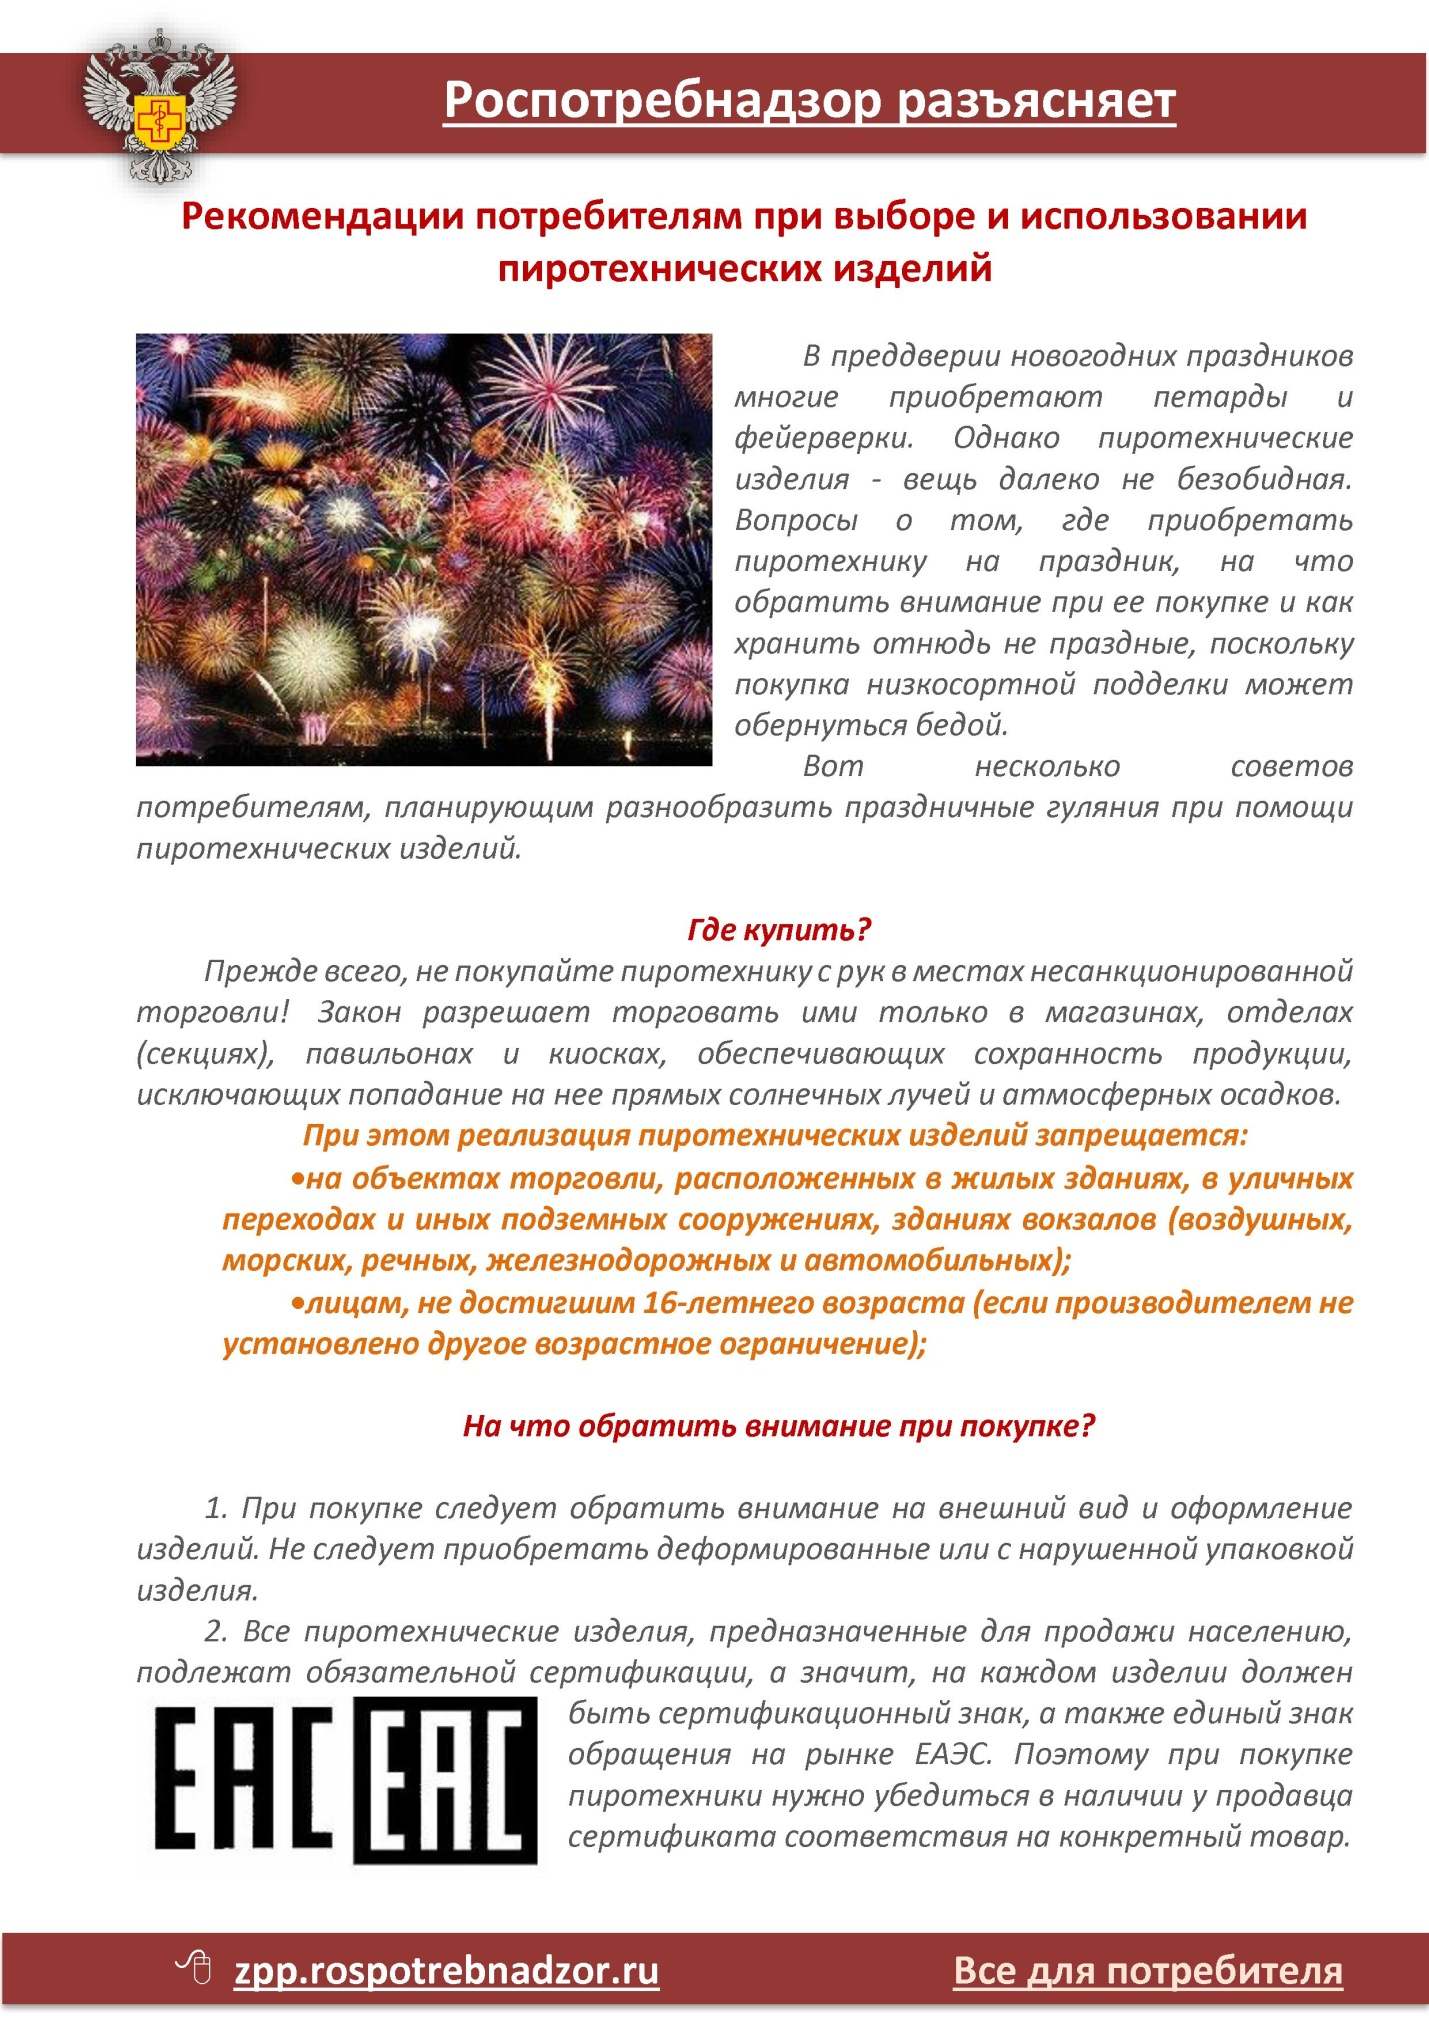 Роспотребнадзор разъясняет
Рекомендации потребителям при выборе и использовании
пиротехнических изделий
В преддверии новогодних праздников
многие приобретают петарды и
фейерверки. Однако пиротехнические
изделия - вещь далеко не безобидная.
Вопросы о том, где приобретать
пиротехнику на праздник, на что
обратить внимание при ее покупке и как
хранить отнюдь не праздные, поскольку
покупка низкосортной подделки может
обернуться бедой.
Вот несколько советов
потребителям, планирующим разнообразить праздничные гуляния при помощи
пиротехнических изделий.
Где купить?
Прежде всего, не покупайте пиротехнику с рук в местах несанкционированной
торговли! Закон разрешает торговать ими только в магазинах, отделах
(секциях), павильонах и киосках, обеспечивающих сохранность продукции,
исключающих попадание на нее прямых солнечных лучей и атмосферных осадков.
При этом реализация пиротехнических изделий запрещается:
•на объектах торговли, расположенных в жилых зданиях, в уличных
переходах и иных подземных сооружениях, зданиях вокзалов (воздушных,
морских, речных, железнодорожных и автомобильных);
•лицам, не достигшим 16-летнего возраста (если производителем не
установлено другое возрастное ограничение);
На что обратить внимание при покупке?
1. При покупке следует обратить внимание на внешний вид и оформление
изделий. Не следует приобретать деформированные или с нарушенной упаковкой
изделия.
2. Все пиротехнические изделия, предназначенные для продажи населению,
подлежат обязательной сертификации, а значит, на каждом изделии должен
быть сертификационный знак, а также единый знак
обращения на рынке ЕАЭС. Поэтому при покупке
пиротехники нужно убедиться в наличии у продавца
сертификата соответствия на конкретный товар.
EAC EAC
zpp.rospotrebnadzor.ru Все для потребителя